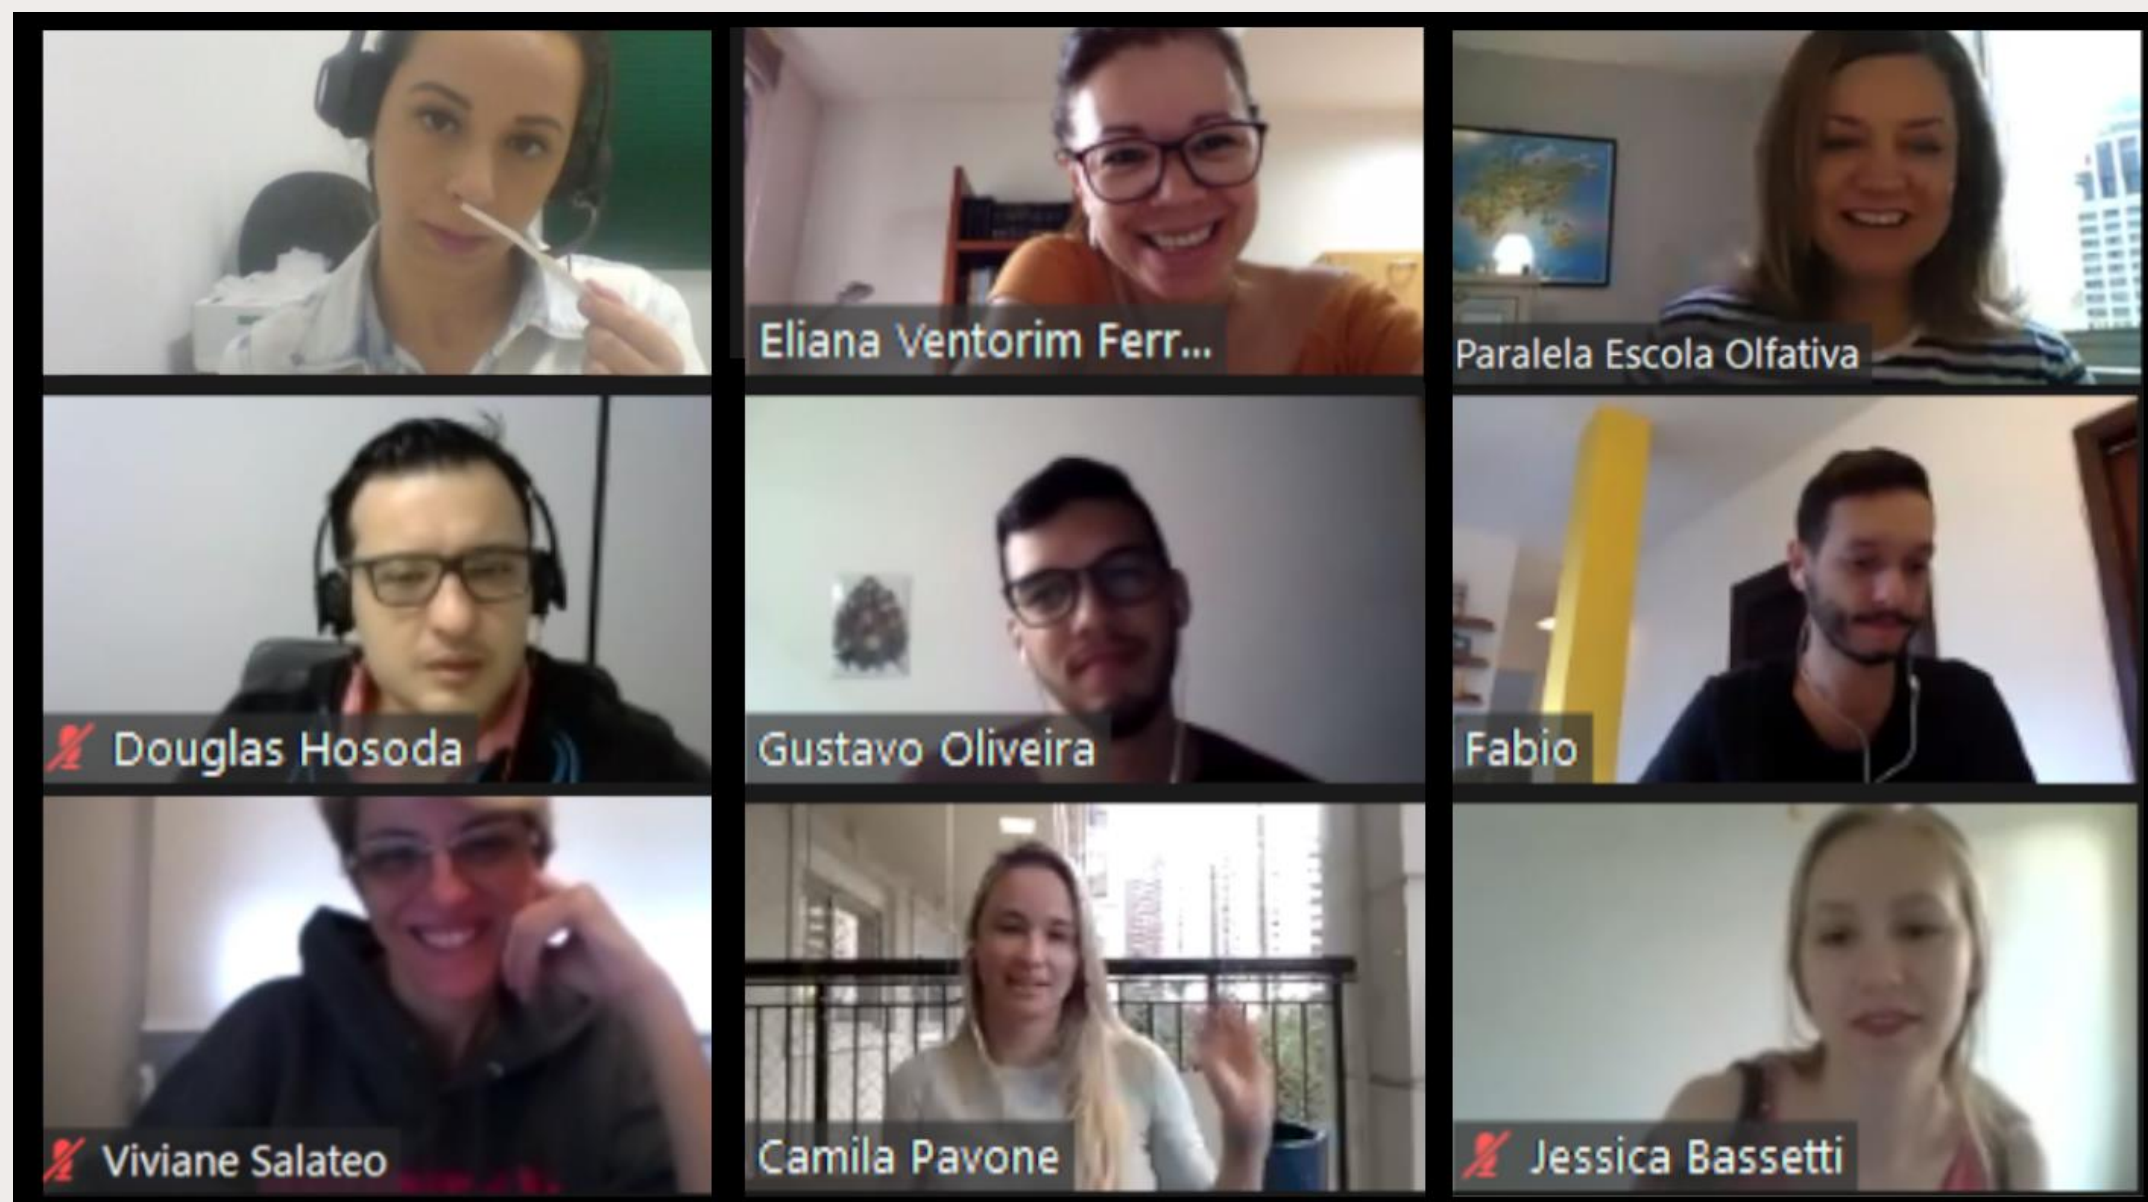 Eliana Ventorim Ferr...
Paralela Escola Olfativa
Douglas Hosoda
Gustavo Oliveira
Fabio
Viviane Salateo
Camila Pavone
Jessica Bassetti